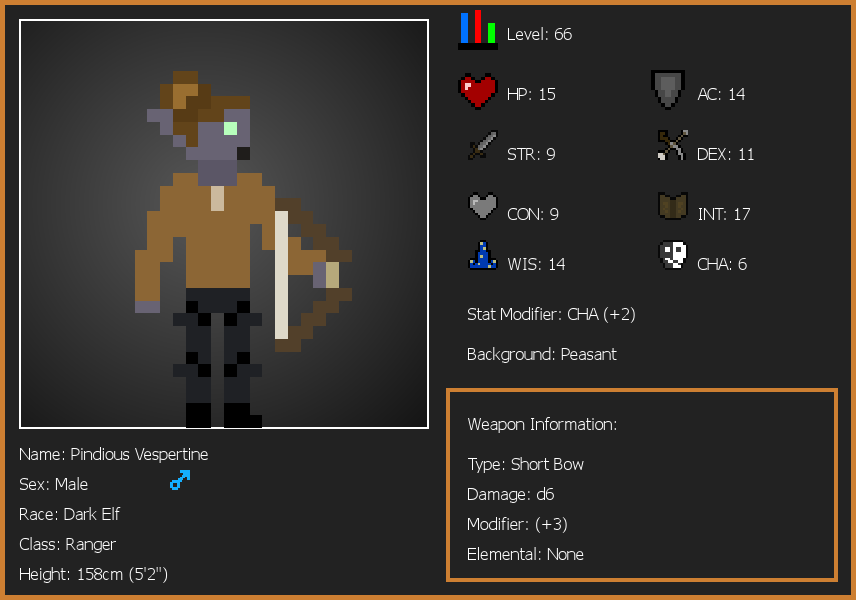 Level: 66
HP: 15
AC: 14
STR: 9
DEX: 11
CON: 9
INT: 17
WIS: 14
CHA: 6
Stat Modifier: CHA (+2)
Background: Peasant
Weapon Information:
Type: Short Bow
Damage: d6
Modifier: (+3)
Elemental: None
Name: Pindious Vespertine
Sex: Male
Race: Dark Elf
Class: Ranger
Height: 158cm (5'2")